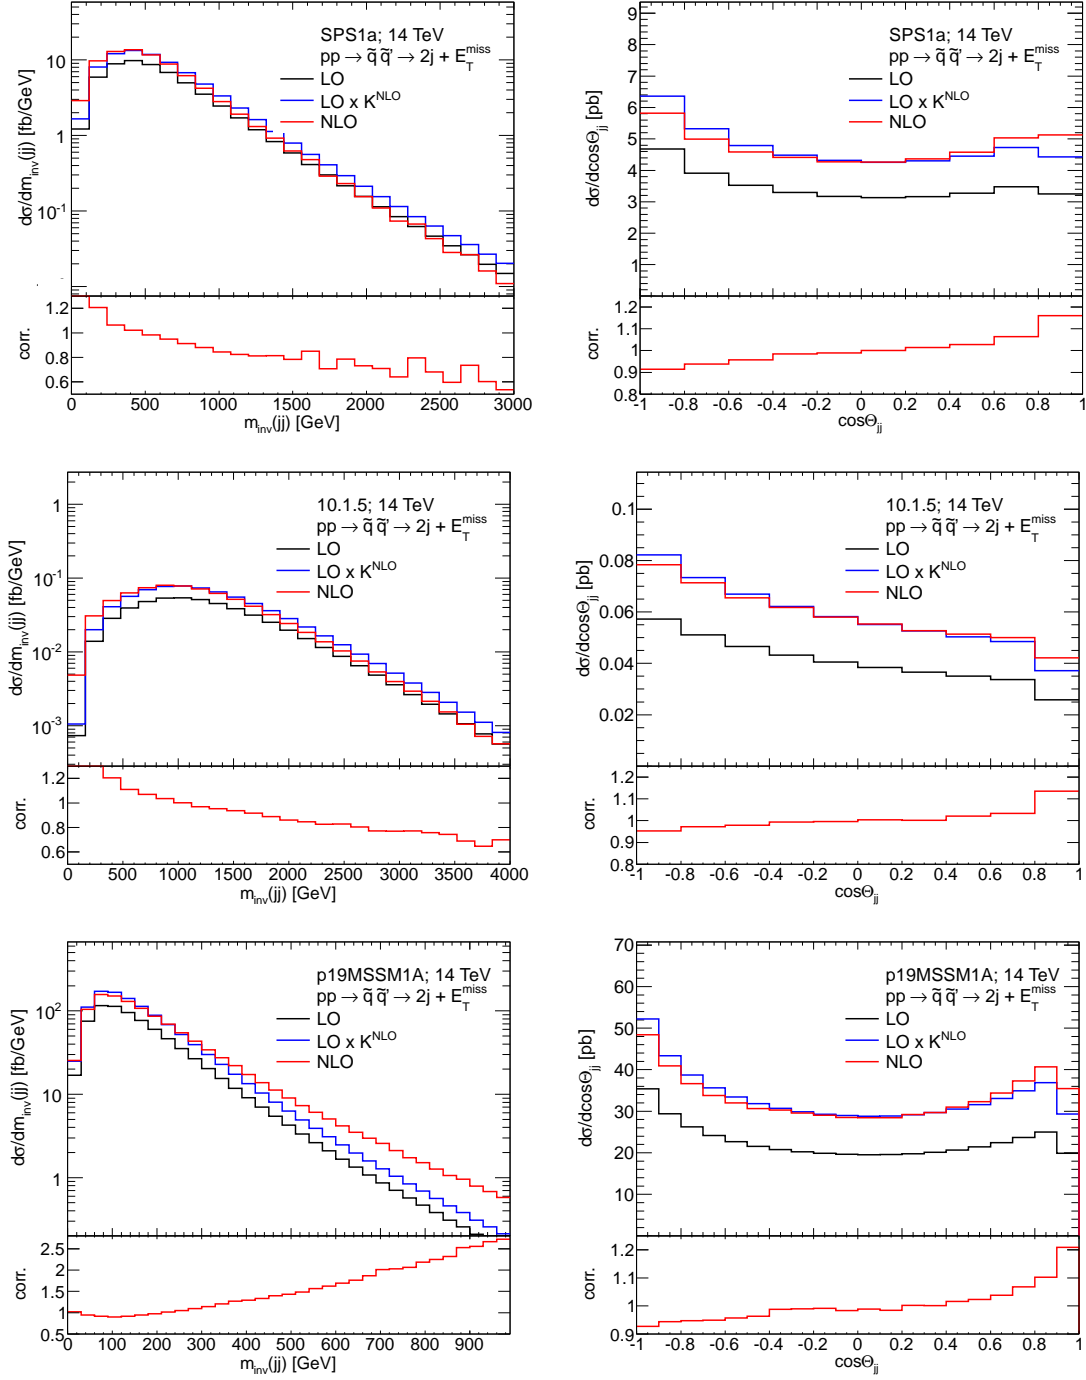 SPS1a; 14 TeV
pp → q̃ q̃' → 2j + E_T^miss
LO
LO x K^NLO
NLO
dσ/dm_inv(jj) [fb/GeV]
10
1
10^-1
corr.
1.2
1
0.8
0.6
0 500 1000 1500 2000 2500 3000
m_inv(jj) [GeV]
SPS1a; 14 TeV
pp → q̃ q̃' → 2j + E_T^miss
LO
LO x K^NLO
NLO
dσ/dcosΘ_jj [pb]
9
8
7
6
5
4
3
2
1
corr.
1.2
1.1
1
0.9
0.8
-1 -0.8 -0.6 -0.4 -0.2 0 0.2 0.4 0.6 0.8 1
cosΘ_jj
10.1.5; 14 TeV
pp → q̃ q̃' → 2j + E_T^miss
LO
LO x K^NLO
NLO
dσ/dm_inv(jj) [fb/GeV]
1
10^-1
10^-2
10^-3
corr.
1.2
1
0.8
0.6
0 500 1000 1500 2000 2500 3000 3500 4000
m_inv(jj) [GeV]
10.1.5; 14 TeV
pp → q̃ q̃' → 2j + E_T^miss
LO
LO x K^NLO
NLO
dσ/dcosΘ_jj [pb]
0.1
0.08
0.06
0.04
0.02
corr.
1.2
1.1
1
0.9
0.8
-1 -0.8 -0.6 -0.4 -0.2 0 0.2 0.4 0.6 0.8 1
cosΘ_jj
p19MSSM1A; 14 TeV
pp → q̃ q̃' → 2j + E_T^miss
LO
LO x K^NLO
NLO
dσ/dm_inv(jj) [fb/GeV]
10^2
10
1
corr.
2.5
2
1.5
1
0.5
0 100 200 300 400 500 600 700 800 900
m_inv(jj) [GeV]
p19MSSM1A; 14 TeV
pp → q̃ q̃' → 2j + E_T^miss
LO
LO x K^NLO
NLO
dσ/dcosΘ_jj [pb]
70
60
50
40
30
20
10
corr.
1.2
1.1
1
0.9
-1 -0.8 -0.6 -0.4 -0.2 0 0.2 0.4 0.6 0.8 1
cosΘ_jj